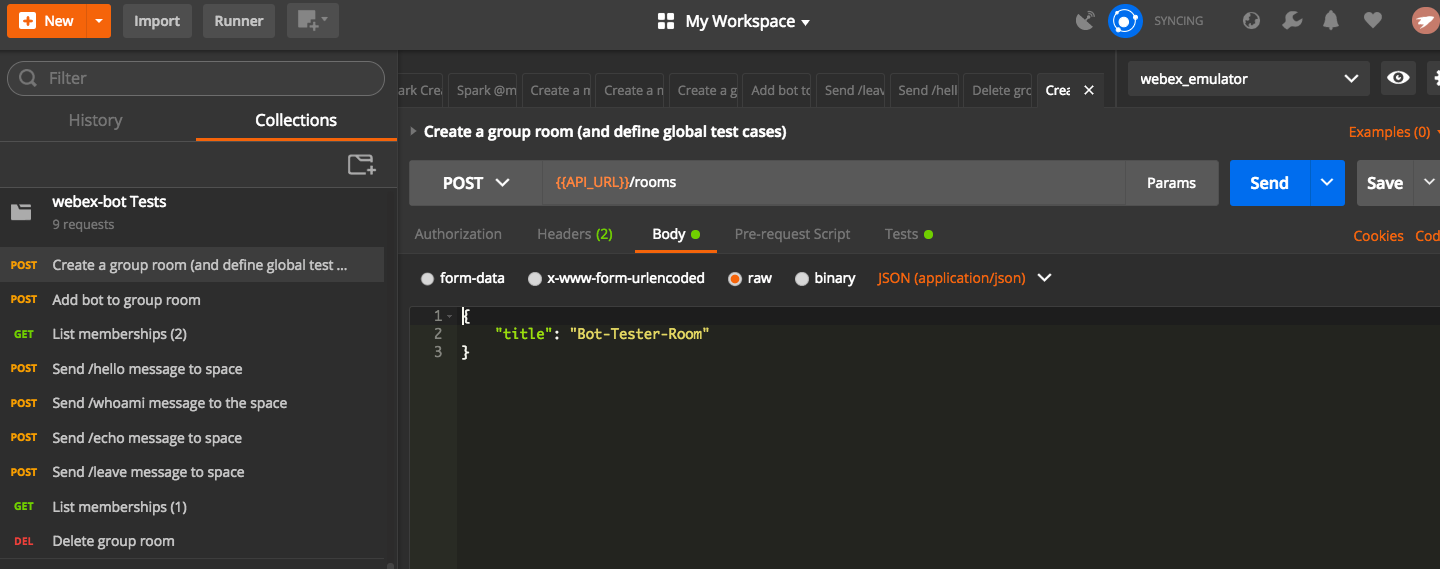 New
Import
Runner
My Workspace
SYNCING
Filter
History
Collections
webex-bot Tests
9 requests
POST Create a group room (and define global test ...
POST Add bot to group room
GET List memberships (2)
POST Send /hello message to space
POST Send /whoami message to the space
POST Send /echo message to space
POST Send /leave message to space
GET List memberships (1)
DEL Delete group room
ark Crea
Spark @m
Create a m
Create a m
Create a g
Add bot to
Send /leav
Send /hell
Delete gro
Crea
webex_emulator
Create a group room (and define global test cases)
Examples (0)
POST
{{API_URL}}/rooms
Params
Send
Save
Authorization
Headers (2)
Body
Pre-request Script
Tests
Cookies
Cod
form-data
x-www-form-urlencoded
raw
binary
JSON (application/json)
1 {
2 "title": "Bot-Tester-Room"
3 }